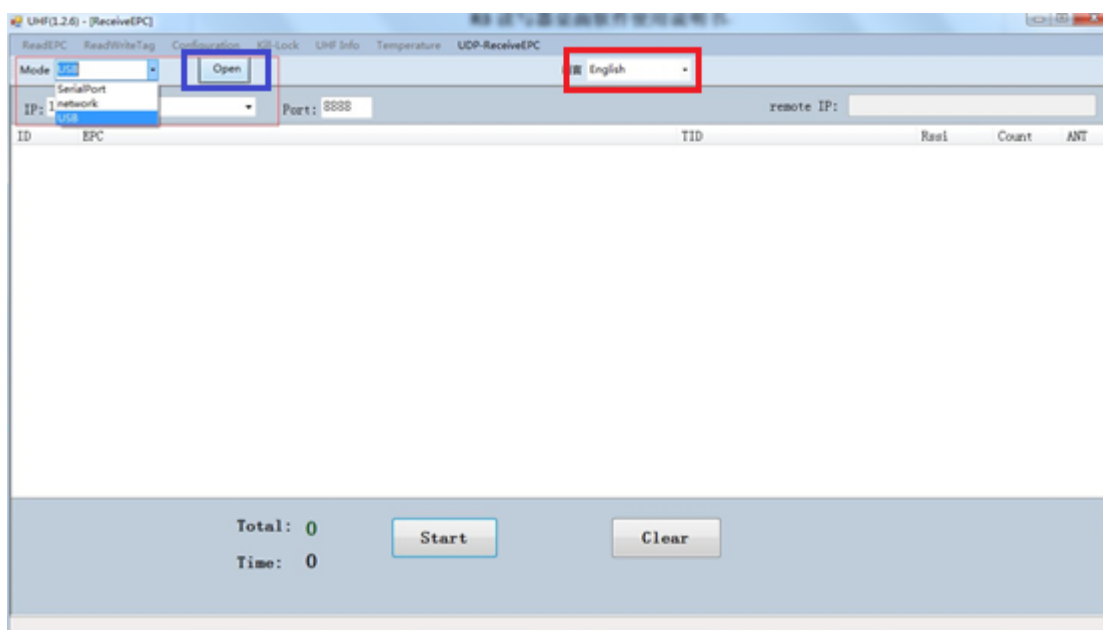 UHF(1.2.6) - [ReceiveEPC]
ReadEPC ReadWriteTag Configuration Kill-Lock UHF Info Temperature UDP-ReceiveEPC
Mode USB Open English
SerialPort
network
USB
IP: 1 Port: 8888 remote IP:
ID EPC TID Rssi Count ANT
Total: 0 Start Clear
Time: 0